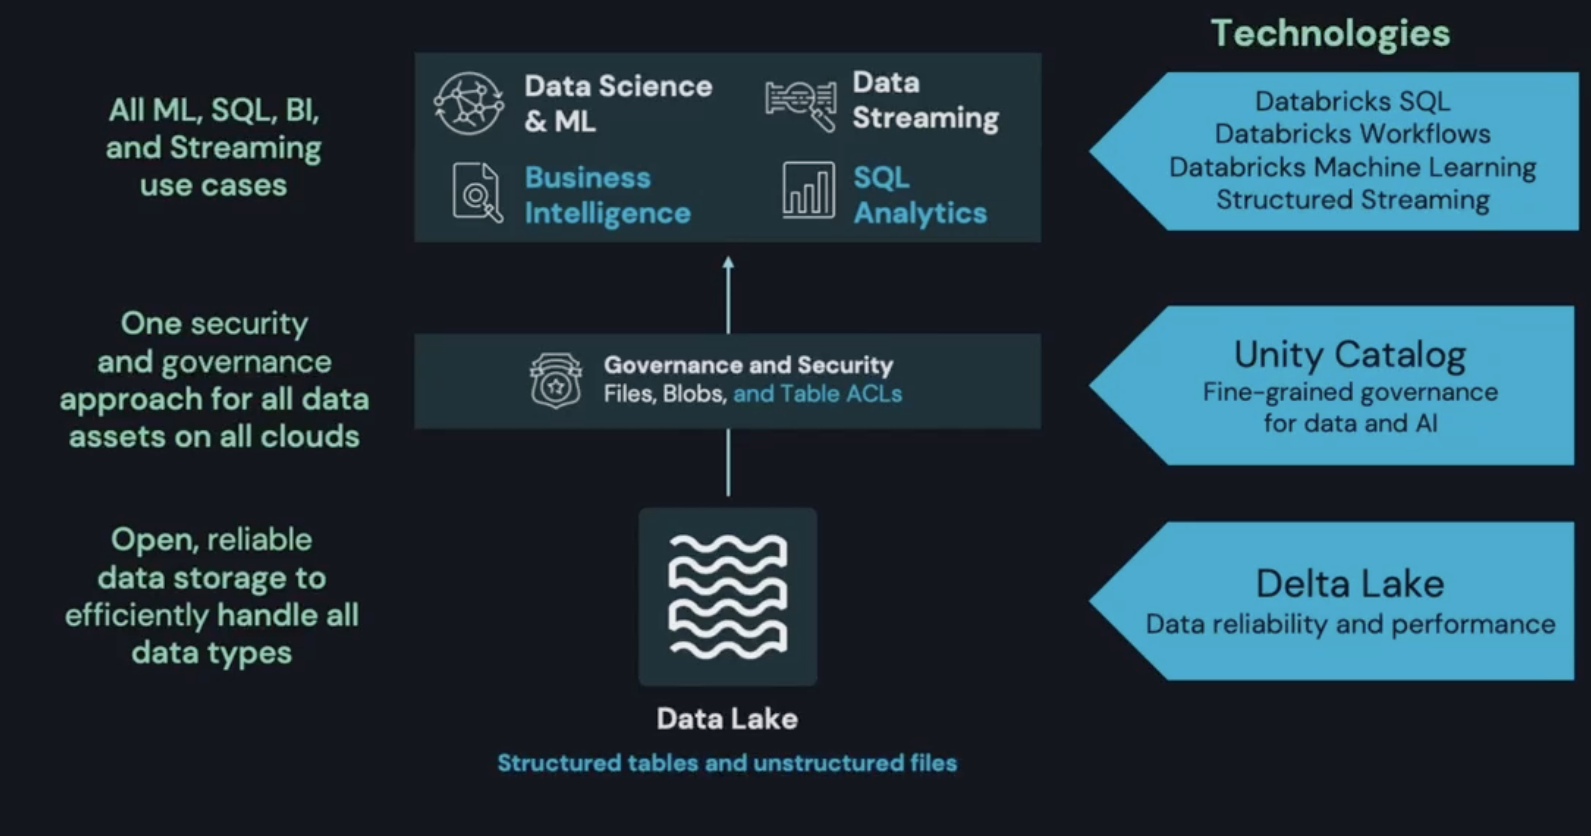 Technologies
All ML, SQL, BI,
and Streaming
use cases
Data Science
& ML
Data
Streaming
Business
Intelligence
SQL
Analytics
Databricks SQL
Databricks Workflows
Databricks Machine Learning
Structured Streaming
One security
and governance
approach for all data
assets on all clouds
Governance and Security
Files, Blobs, and Table ACLs
Unity Catalog
Fine-grained governance
for data and AI
Open, reliable
data storage to
efficiently handle all
data types
Data Lake
Structured tables and unstructured files
Delta Lake
Data reliability and performance